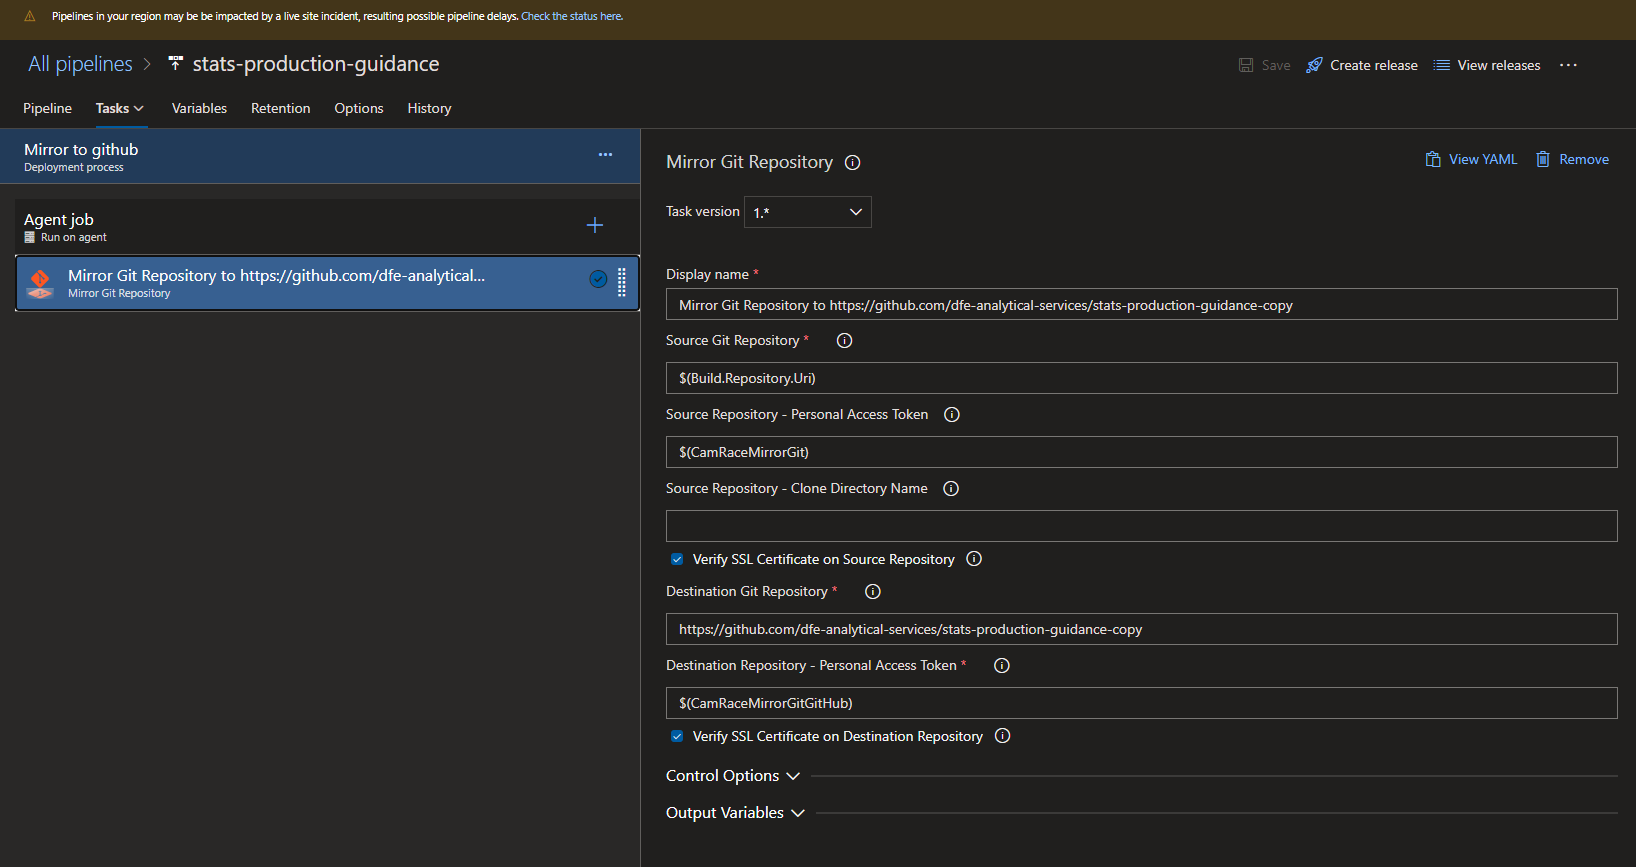 Pipelines in your region may be be impacted by a live site incident, resulting possible pipeline delays. Check the status here.
All pipelines > stats-production-guidance
Save Create release View releases ...
Pipeline Tasks Variables Retention Options History
Mirror to github
Deployment process
...
Agent job
Run on agent
Mirror Git Repository to https://github.com/dfe-analytical...
Mirror Git Repository
Mirror Git Repository
View YAML Remove
Task version 1.*
Display name *
Mirror Git Repository to https://github.com/dfe-analytical-services/stats-production-guidance-copy
Source Git Repository *
$(Build.Repository.Uri)
Source Repository - Personal Access Token
$(CamRaceMirrorGit)
Source Repository - Clone Directory Name
Verify SSL Certificate on Source Repository
Destination Git Repository *
https://github.com/dfe-analytical-services/stats-production-guidance-copy
Destination Repository - Personal Access Token *
$(CamRaceMirrorGitGitHub)
Verify SSL Certificate on Destination Repository
Control Options
Output Variables